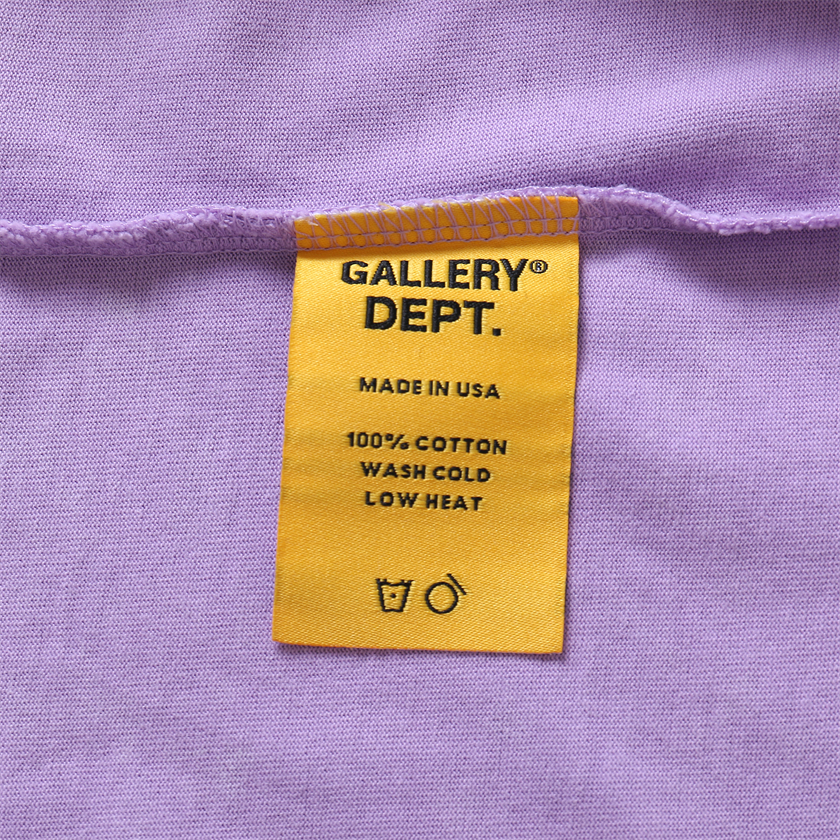 GALLERY®
DEPT.
MADE IN USA
100% COTTON
WASH COLD
LOW HEAT